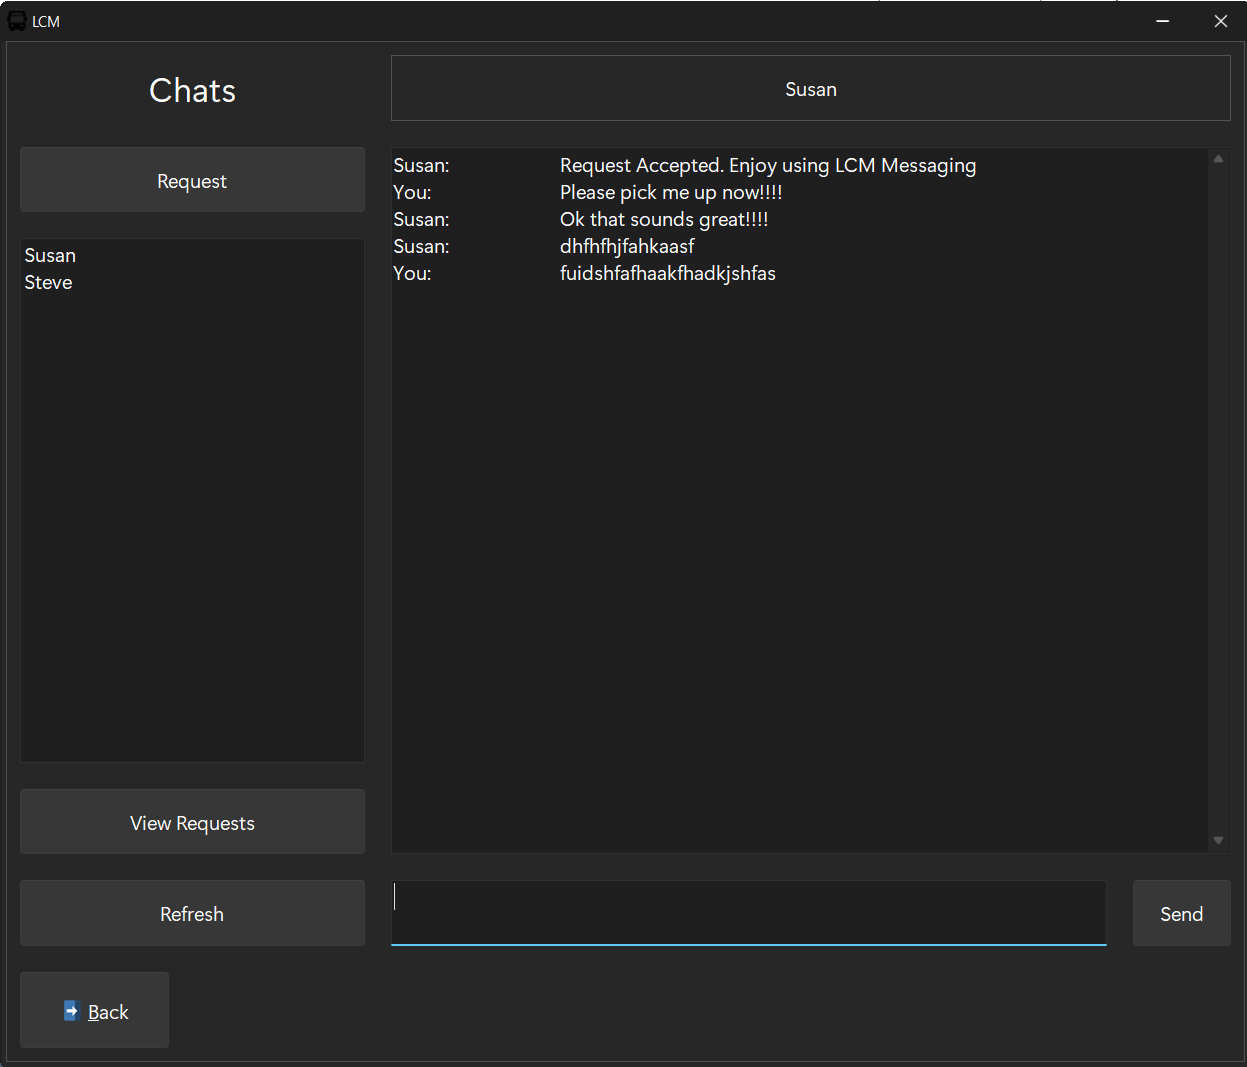 LCM
Chats
Susan
Request
Susan
Steve
Susan: Request Accepted. Enjoy using LCM Messaging
You: Please pick me up now!!!!
Susan: Ok that sounds great!!!!
Susan: dhfhfhjfahkaasf
You: fuidshfafhaakfhadkjshfas
View Requests
Refresh
Send
Back